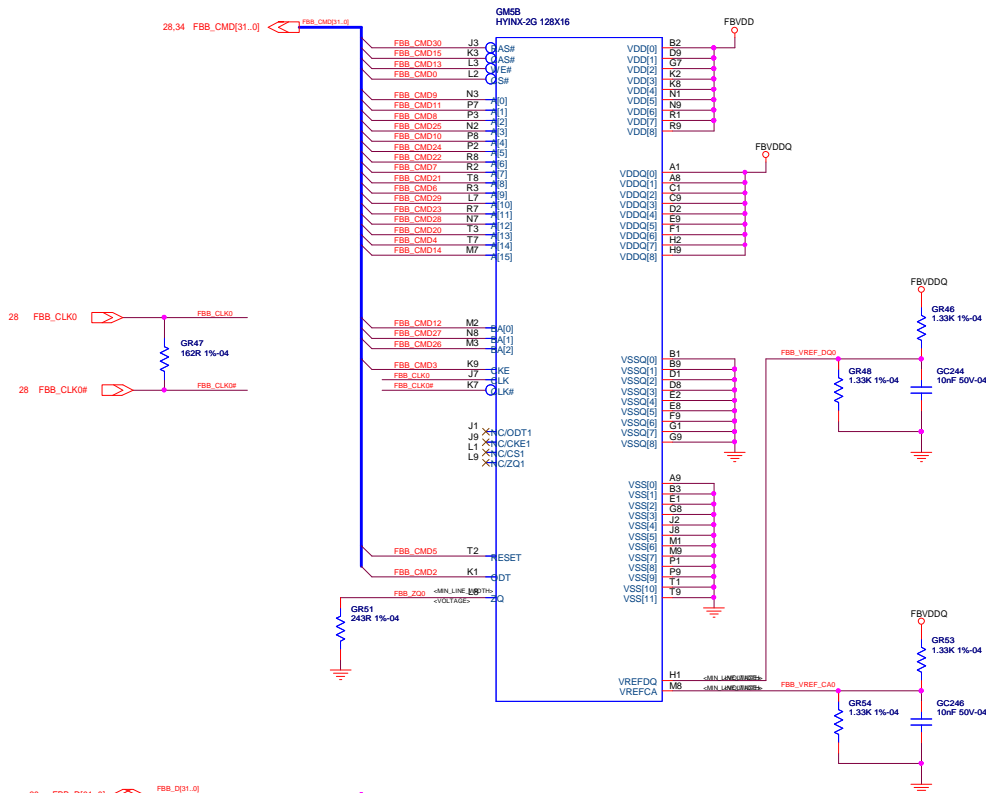 GM5B
HYINX-2G 128X16
28,34 FBB_CMD[31..0]
FBB_CMD[31..0]
FBVDD
FBB_CMD30 J3 RAS#
FBB_CMD15 K3 CAS#
FBB_CMD13 L3 WE#
FBB_CMD0 L2 CS#
FBB_CMD9 N3 A[0]
FBB_CMD11 P7 A[1]
FBB_CMD8 P3 A[2]
FBB_CMD25 N2 A[3]
FBB_CMD10 P8 A[4]
FBB_CMD24 P2 A[5]
FBB_CMD22 R8 A[6]
FBB_CMD7 R2 A[7]
FBB_CMD21 T8 A[8]
FBB_CMD6 R3 A[9]
FBB_CMD29 L7 A[10]
FBB_CMD23 R7 A[11]
FBB_CMD28 N7 A[12]
FBB_CMD20 T3 A[13]
FBB_CMD4 T7 A[14]
FBB_CMD14 M7 A[15]
VDD[0] B2
VDD[1] D9
VDD[2] G7
VDD[3] K2
VDD[4] K8
VDD[5] N1
VDD[6] N9
VDD[7] R1
VDD[8] R9
FBVDDQ
VDDQ[0] A1
VDDQ[1] A8
VDDQ[2] C1
VDDQ[3] C9
VDDQ[4] D2
VDDQ[5] E9
VDDQ[6] F1
VDDQ[7] H2
VDDQ[8] H9
28 FBB_CLK0
FBB_CLK0
GR47
162R 1%-04
28 FBB_CLK0#
FBB_CLK0#
FBB_CMD12 M2 BA[0]
FBB_CMD27 N8 BA[1]
FBB_CMD26 M3 BA[2]
FBB_CMD3 K9 CKE
FBB_CLK0 J7 CLK
FBB_CLK0# K7 CLK#
J1 NC/ODT1
J9 NC/CKE1
L1 NC/CS1
L9 NC/ZQ1
VSSQ[0] B1
VSSQ[1] B9
VSSQ[2] D1
VSSQ[3] D8
VSSQ[4] E2
VSSQ[5] E8
VSSQ[6] F9
VSSQ[7] G1
VSSQ[8] G9
VSS[0] A9
VSS[1] B3
VSS[2] E1
VSS[3] G8
VSS[4] J2
VSS[5] J8
VSS[6] M1
VSS[7] M9
VSS[8] P1
VSS[9] P9
VSS[10] T1
VSS[11] T9
FBVDDQ
GR46
1.33K 1%-04
FBB_VREF_DQ0
GR48
1.33K 1%-04
GC244
10nF 50V-04
FBB_CMD5 T2 RESET
FBB_CMD2 K1 ODT
FBB_ZQ0 <MIN_LINE_WIDTH> L8 ZQ
<VOLTAGE>
GR51
243R 1%-04
VREFDQ H1
VREFCA M8
FBB_VREF_CA0
FBVDDQ
GR53
1.33K 1%-04
GR54
1.33K 1%-04
GC246
10nF 50V-04
FBB_D[31..0]